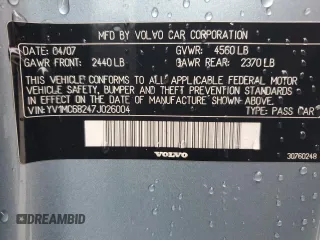 MFD BY VOLVO CAR CORPORATION
DATE 04/07 GVWR: 4560 LB
GAWR FRONT: 2440 LB GAWR REAR: 2370 LB
THIS VEHICLE CONFORMS TO ALL APPLICABLE FEDERAL MOTOR
VEHICLE SAFETY, BUMPER, AND THEFT PREVENTION STANDARDS
IN EFFECT ON THE DATE OF MANUFACTURE SHOWN ABOVE.
VIN: YV1MC68247J026004 TYPE: PASS CAR
VOLVO
30760248
DREAMBID